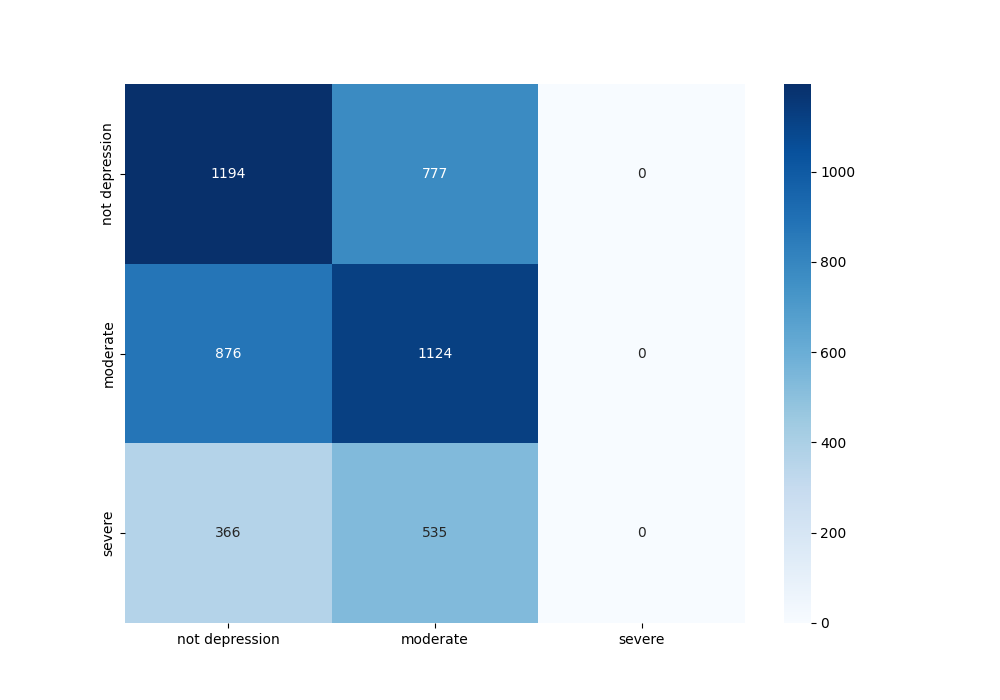 not depression
1194
777
0
1000
800
moderate
876
1124
0
600
400
severe
366
535
0
200
0
not depression
moderate
severe